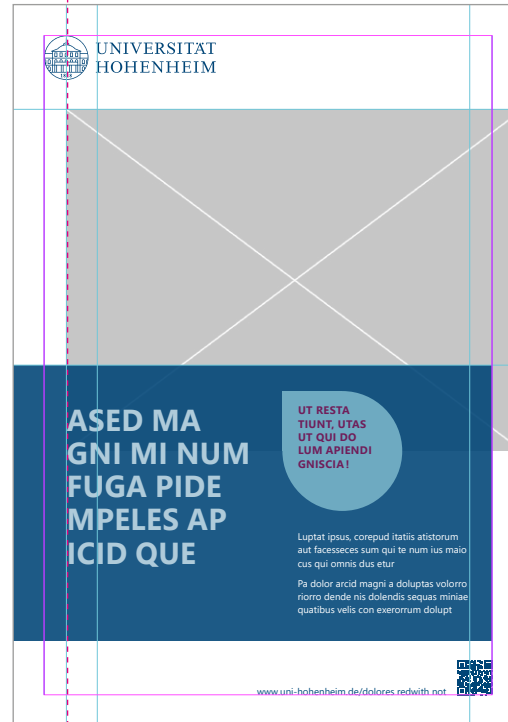 UNIVERSITÄT
HOHENHEIM
1818
ASED MA
GNI MI NUM
FUGA PIDE
MPELES AP
ICID QUE
UT RESTA
TIUNT, UTAS
UT QUI DO
LUM APIENDI
GNISCIA!
Luptat ipsus, corepud itatiis atistorum
aut facesseces sum qui te num ius maio
cus qui omnis dus etur
Pa dolor arcid magni a doluptas volorro
riorro dende nis dolendis sequas miniae
quatibus velis con exerorrum dolupt
www.uni-hohenheim.de/dolores redwith not